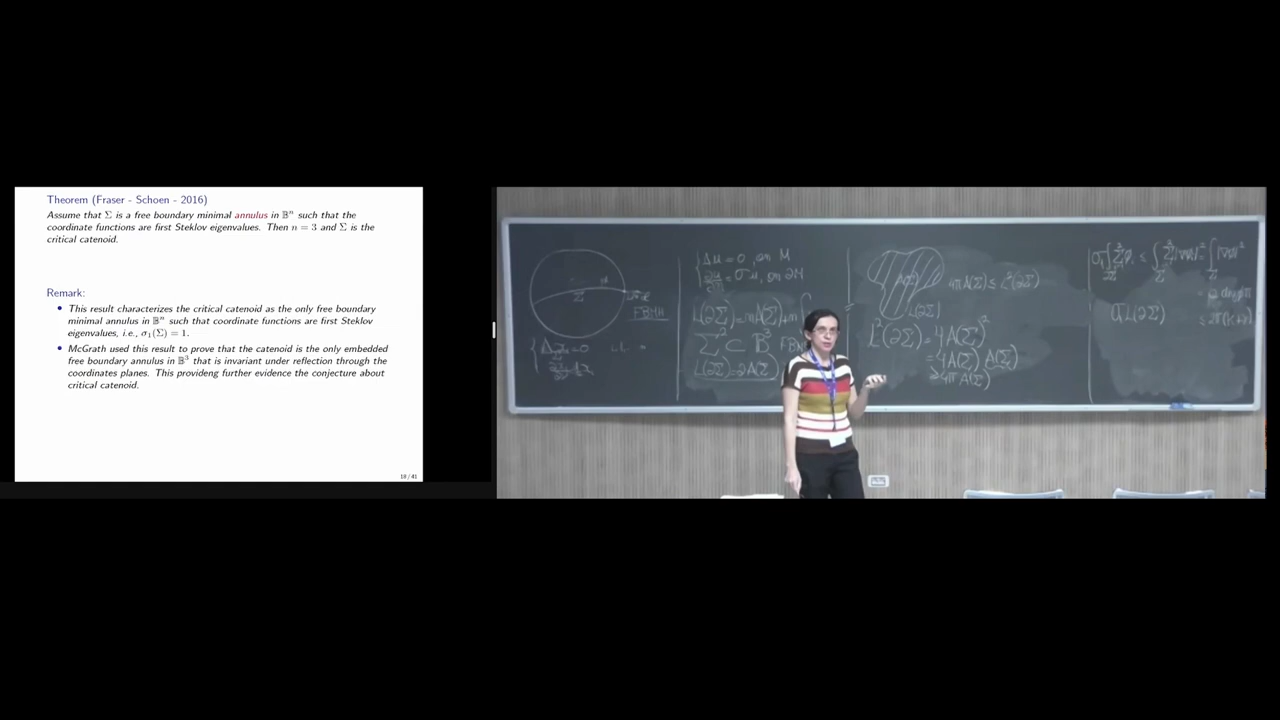 Theorem (Fraser - Schoen - 2016)
Assume that Σ is a free boundary minimal annulus in 𝔹ⁿ such that the
coordinate functions are first Steklov eigenvalues. Then n = 3 and Σ is the
critical catenoid.
Remark:
• This result characterizes the critical catenoid as the only free boundary
minimal annulus in 𝔹ⁿ such that coordinate functions are first Steklov
eigenvalues, i.e., σ₁(Σ) = 1.
• McGrath used this result to prove that the catenoid is the only embedded
free boundary annulus in 𝔹³ that is invariant under reflection through the
coordinates planes. This provideng further evidence the conjecture about
critical catenoid.
18 / 41
Σ
FBMH
Δu = 0, on M
= σu, on ∂M
Σ² ⊂ B³
L(∂Σ) = 2A(Σ)
A(Σ)
L(∂Σ)
4πA(Σ) ≤ L²(∂Σ)
L²(∂Σ) = 4A(Σ)²
= 4A(Σ) A(Σ)
≥ 4π A(Σ)
σ₁L(∂Σ)